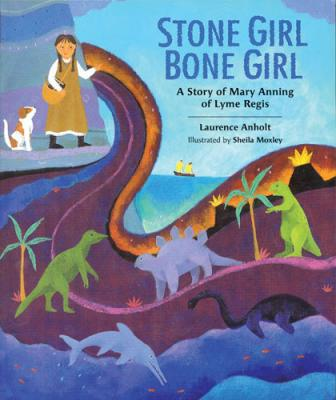 STONE GIRL
BONE GIRL
A Story of Mary Anning
of Lyme Regis
Laurence Anholt
Illustrated by Sheila Moxley